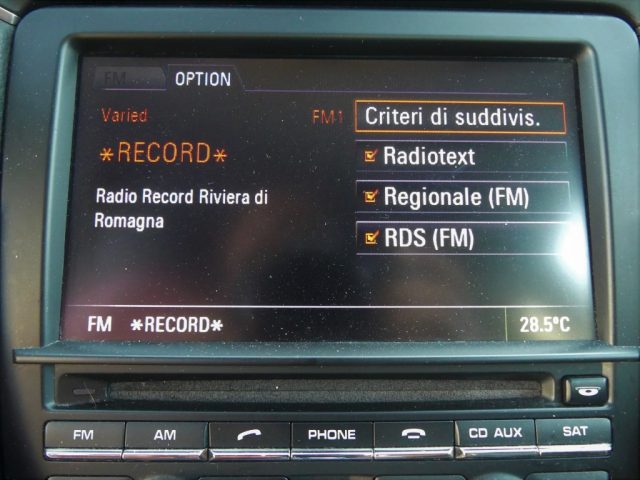 FM
OPTION
Varied
FM1
Criteri di suddivis.
*RECORD*
Radiotext
Radio Record Riviera di
Romagna
Regionale (FM)
RDS (FM)
FM *RECORD*
28.5°C
FM
AM
PHONE
CD AUX
SAT